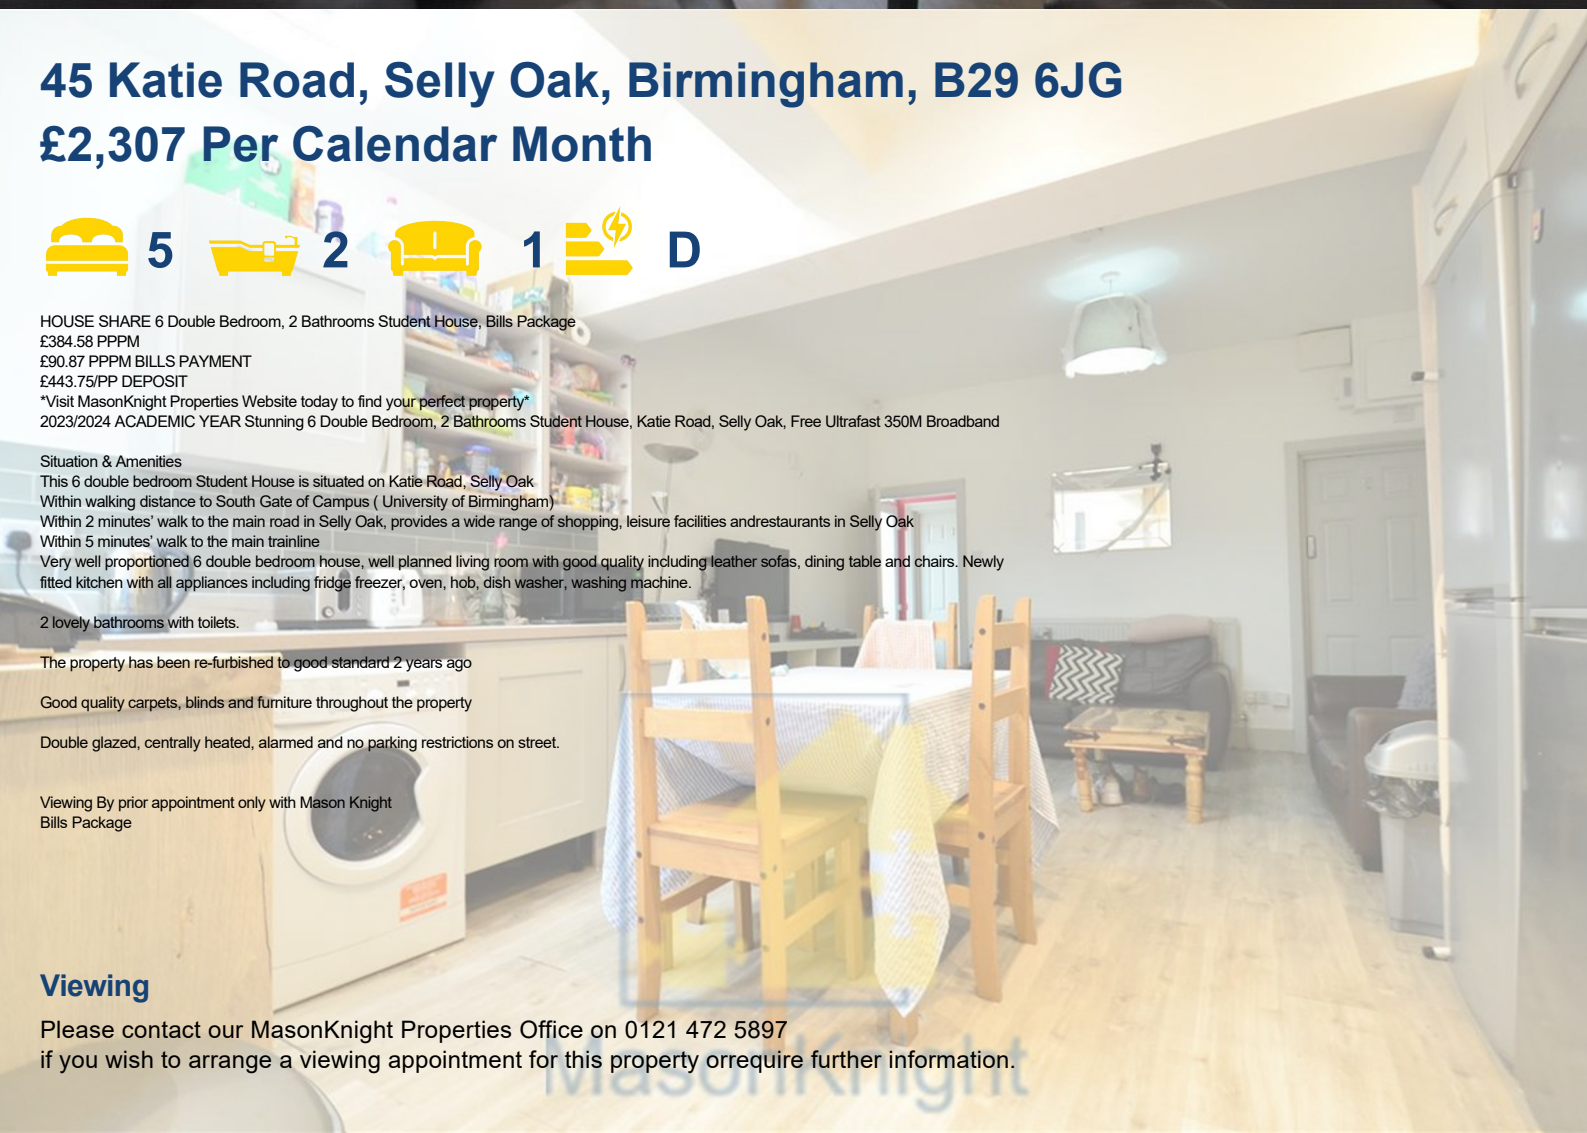 45 Katie Road, Selly Oak, Birmingham, B29 6JG
£2,307 Per Calendar Month
5 2 1 D
HOUSE SHARE 6 Double Bedroom, 2 Bathrooms Student House, Bills Package
£384.58 PPPM
£90.87 PPPM BILLS PAYMENT
£443.75/PP DEPOSIT
*Visit MasonKnight Properties Website today to find your perfect property*
2023/2024 ACADEMIC YEAR Stunning 6 Double Bedroom, 2 Bathrooms Student House, Katie Road, Selly Oak, Free Ultrafast 350M Broadband
Situation & Amenities
This 6 double bedroom Student House is situated on Katie Road, Selly Oak
Within walking distance to South Gate of Campus ( University of Birmingham)
Within 2 minutes' walk to the main road in Selly Oak, provides a wide range of shopping, leisure facilities andrestaurants in Selly Oak
Within 5 minutes' walk to the main trainline
Very well proportioned 6 double bedroom house, well planned living room with good quality including leather sofas, dining table and chairs. Newly
fitted kitchen with all appliances including fridge freezer, oven, hob, dish washer, washing machine.
2 lovely bathrooms with toilets.
The property has been re-furbished to good standard 2 years ago
Good quality carpets, blinds and furniture throughout the property
Double glazed, centrally heated, alarmed and no parking restrictions on street.
Viewing By prior appointment only with Mason Knight
Bills Package
Viewing
Please contact our MasonKnight Properties Office on 0121 472 5897
if you wish to arrange a viewing appointment for this property orrequire further information.
MasonKnight